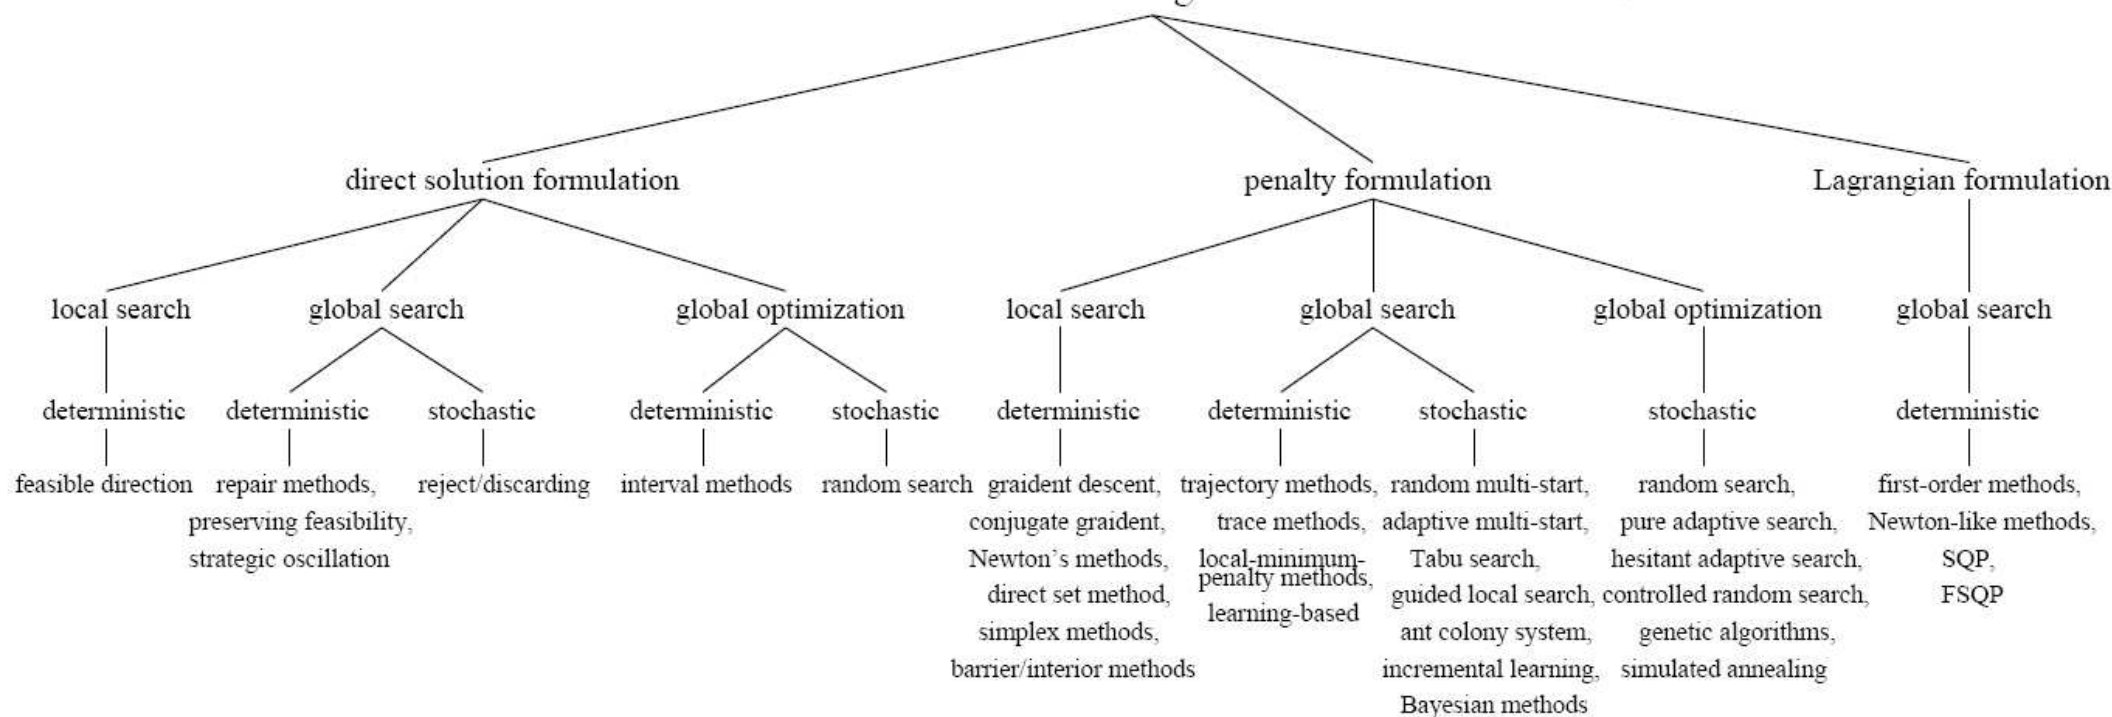 direct solution formulation
penalty formulation
Lagrangian formulation
local search
global search
global optimization
local search
global search
global optimization
global search
deterministic
deterministic
stochastic
deterministic
stochastic
deterministic
deterministic
stochastic
stochastic
deterministic
feasible direction
repair methods,
preserving feasibility,
strategic oscillation
reject/discarding
interval methods
random search
graident descent,
conjugate graident,
Newton's methods,
direct set method,
simplex methods,
barrier/interior methods
trajectory methods,
trace methods,
local-minimum-
penalty methods,
learning-based
random multi-start,
adaptive multi-start,
Tabu search,
guided local search,
ant colony system,
incremental learning,
Bayesian methods
random search,
pure adaptive search,
hesitant adaptive search,
controlled random search,
genetic algorithms,
simulated annealing
first-order methods,
Newton-like methods,
SQP,
FSQP